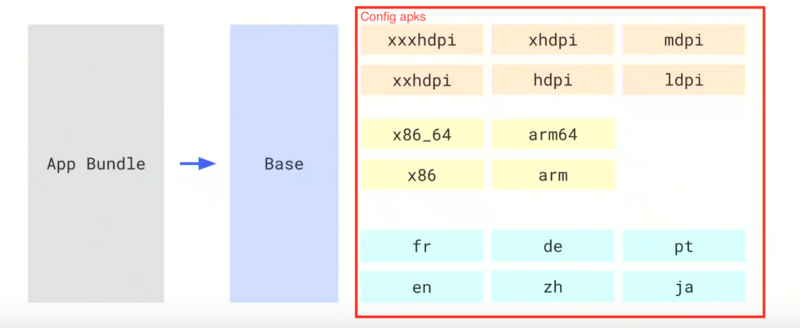 Config apks
xxxhdpi xhdpi mdpi
xxhdpi hdpi ldpi
x86_64 arm64
App Bundle Base
x86 arm
fr de pt
en zh ja